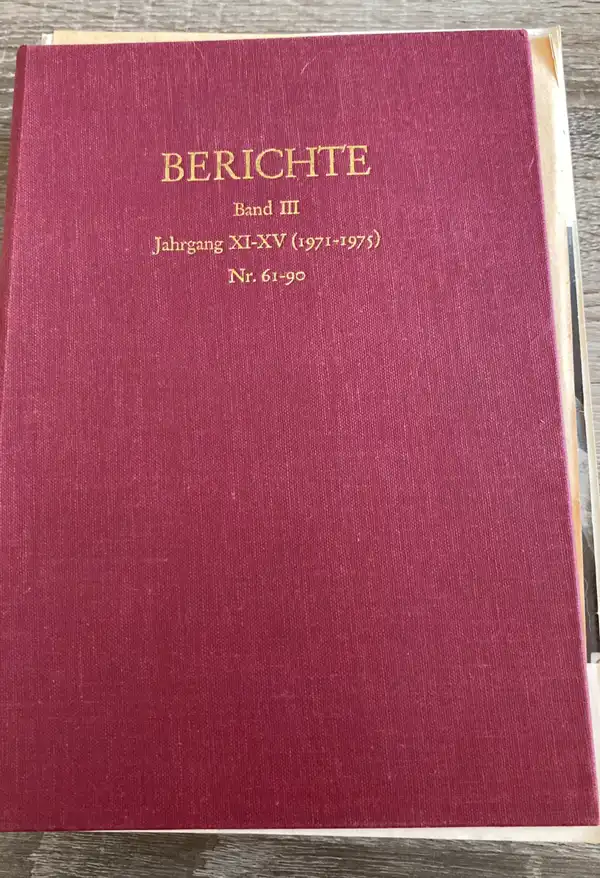 BERICHTE
Band III
Jahrgang XI-XV (1971-1975)
Nr. 61-90